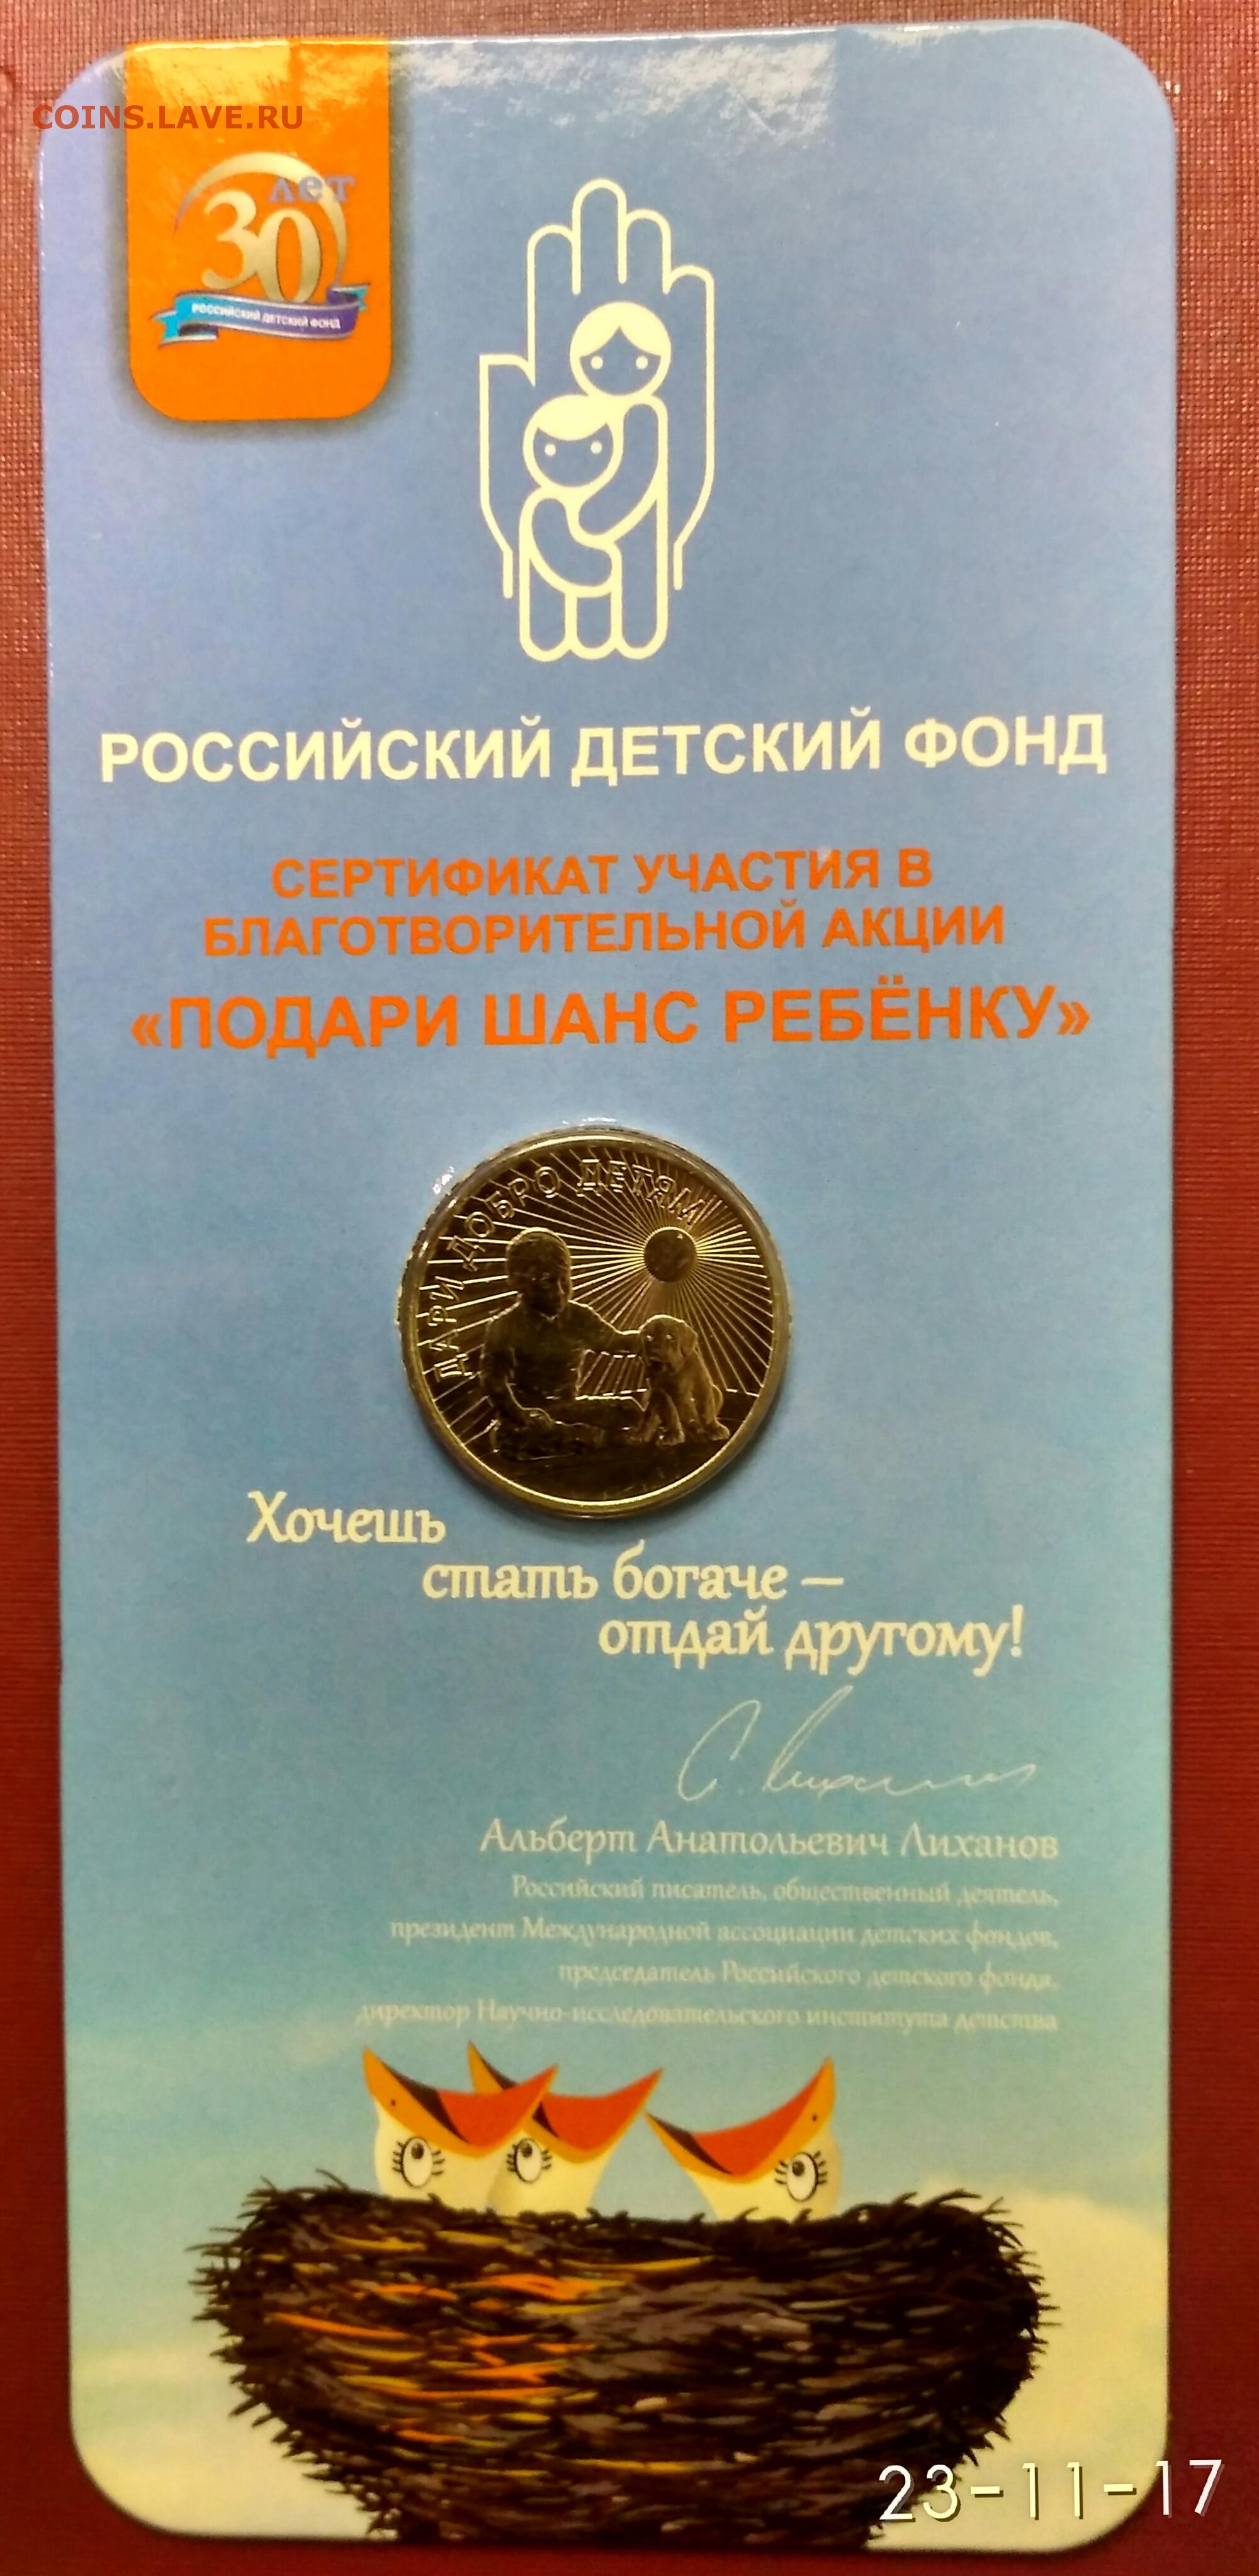 COINS.LAVE.RU
лет
30
РОССИЙСКИЙ ДЕТСКИЙ ФОНД
РОССИЙСКИЙ ДЕТСКИЙ ФОНД
СЕРТИФИКАТ УЧАСТИЯ В
БЛАГОТВОРИТЕЛЬНОЙ АКЦИИ
«ПОДАРИ ШАНС РЕБЁНКУ»
ДАРИ ДОБРО ДЕТЯМ
Хочешь
стать богаче –
отдай другому!
Альберт Анатольевич Лиханов
Российский писатель, общественный деятель,
президент Международной ассоциации детских фондов,
председатель Российского детского фонда,
директор Научно-исследовательского института детства
23-11-17